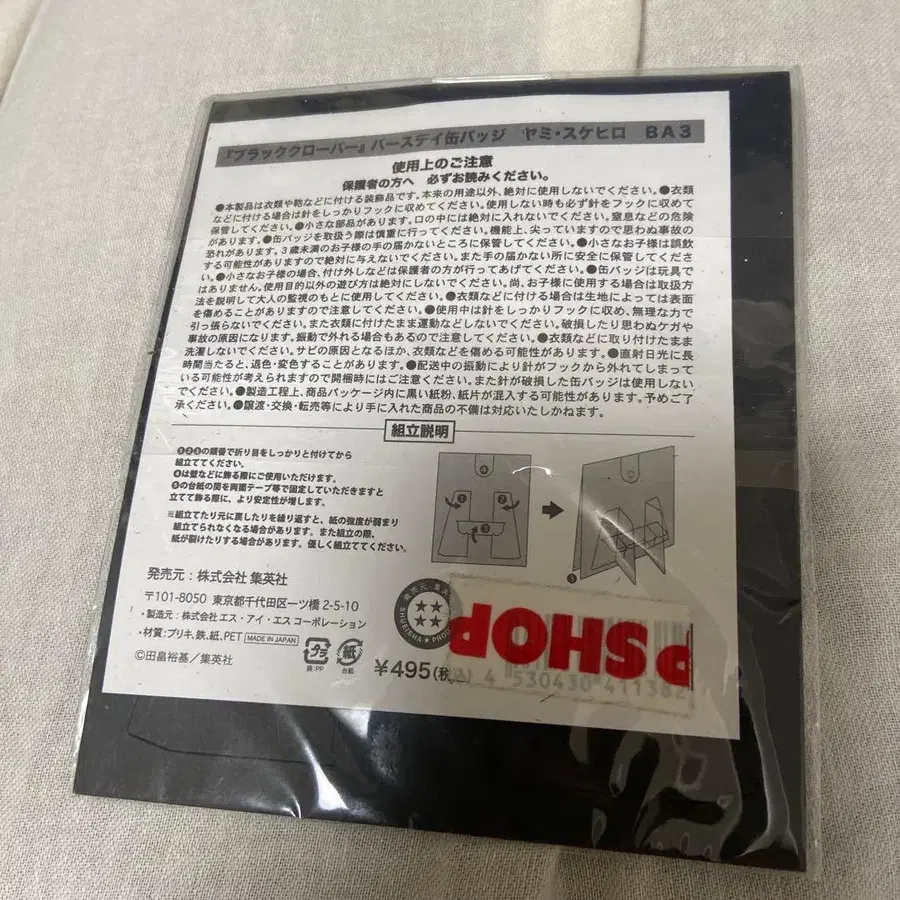 『ブラッククローバー』バースデイ缶バッジ　ヤミ・スケヒロ　BA3
使用上のご注意
保護者の方へ　必ずお読みください。
●本製品は衣類や鞄などに付ける装飾品です。本来の用途以外、絶対に使用しないでください。●衣類
などに付ける場合は針をしっかりフックに収めてください。使用しない時も必ず針をフックに収めて
保管してください。●小さな部品があります。口の中には絶対に入れないでください。窒息などの危険
があります。●缶バッジを取扱う際は慎重に行ってください。機能上、尖っていますので思わぬ事故の
恐れがあります。3歳未満のお子様の手の届かないところに保管してください。●小さなお子様は誤飲
する可能性がありますので絶対に与えないでください。また手の届かない所に安全に保管してくださ
い。●小さなお子様の場合、付け外しなどは保護者の方が行ってあげてください。●缶バッジは玩具で
はありません。使用目的以外の遊び方は絶対にしないでください。尚、お子様に使用する場合は取扱方
法を説明して大人の監視のもとに使用してください。●衣類などに付ける場合は生地によっては表面
を傷めることがありますので注意してください。●使用中は針をしっかりフックに収め、無理な力で
引っ張らないでください。また衣類に付けたまま運動などしないでください。破損したり思わぬケガや
事故の原因になります。振動で外れる場合もあるので注意してください。●衣類などに取り付けたまま
洗濯しないでください。サビの原因となるほか、衣類などを傷める可能性があります。●直射日光に長
時間当たると、退色・変色することがあります。●配送中の振動により針がフックから外れてしまって
いる可能性が考えられますので開梱時にはご注意ください。また針が破損した缶バッジは使用しない
でください。●製造工程上、商品パッケージ内に黒い紙粉、紙片が混入する可能性があります。予めご了
承ください。●譲渡・交換・転売等により手に入れた商品の不備は対応いたしかねます。
組立説明
❶❷❸の順番で折り目をしっかりと付けてから
組立ててください。
❹は壁などに飾る際にご使用いただけます。
❺の台紙の間を両面テープ等で固定していただきますと
立てて飾る際に、より安定性が増します。
※組立てたり元に戻したりを繰り返すと、紙の強度が弱まり
組立てられなくなる場合があります。また組立の際、
紙が裂けたりする場合があります。優しく組立ててください。
❹
❶
❷
❸
❺
発売元：株式会社 集英社
〒101-8050　東京都千代田区一ツ橋2-5-10
・製造元：株式会社 エス・アイ・エスコーポレーション
・材質：ブリキ、鉄、紙、PET　MADE IN JAPAN
©田畠裕基／集英社
プラ
袋：PP
紙
台紙
¥495(税込)
発売元 集英
SHUEISHA ★ PROD
P SHOP
4 530430 411382